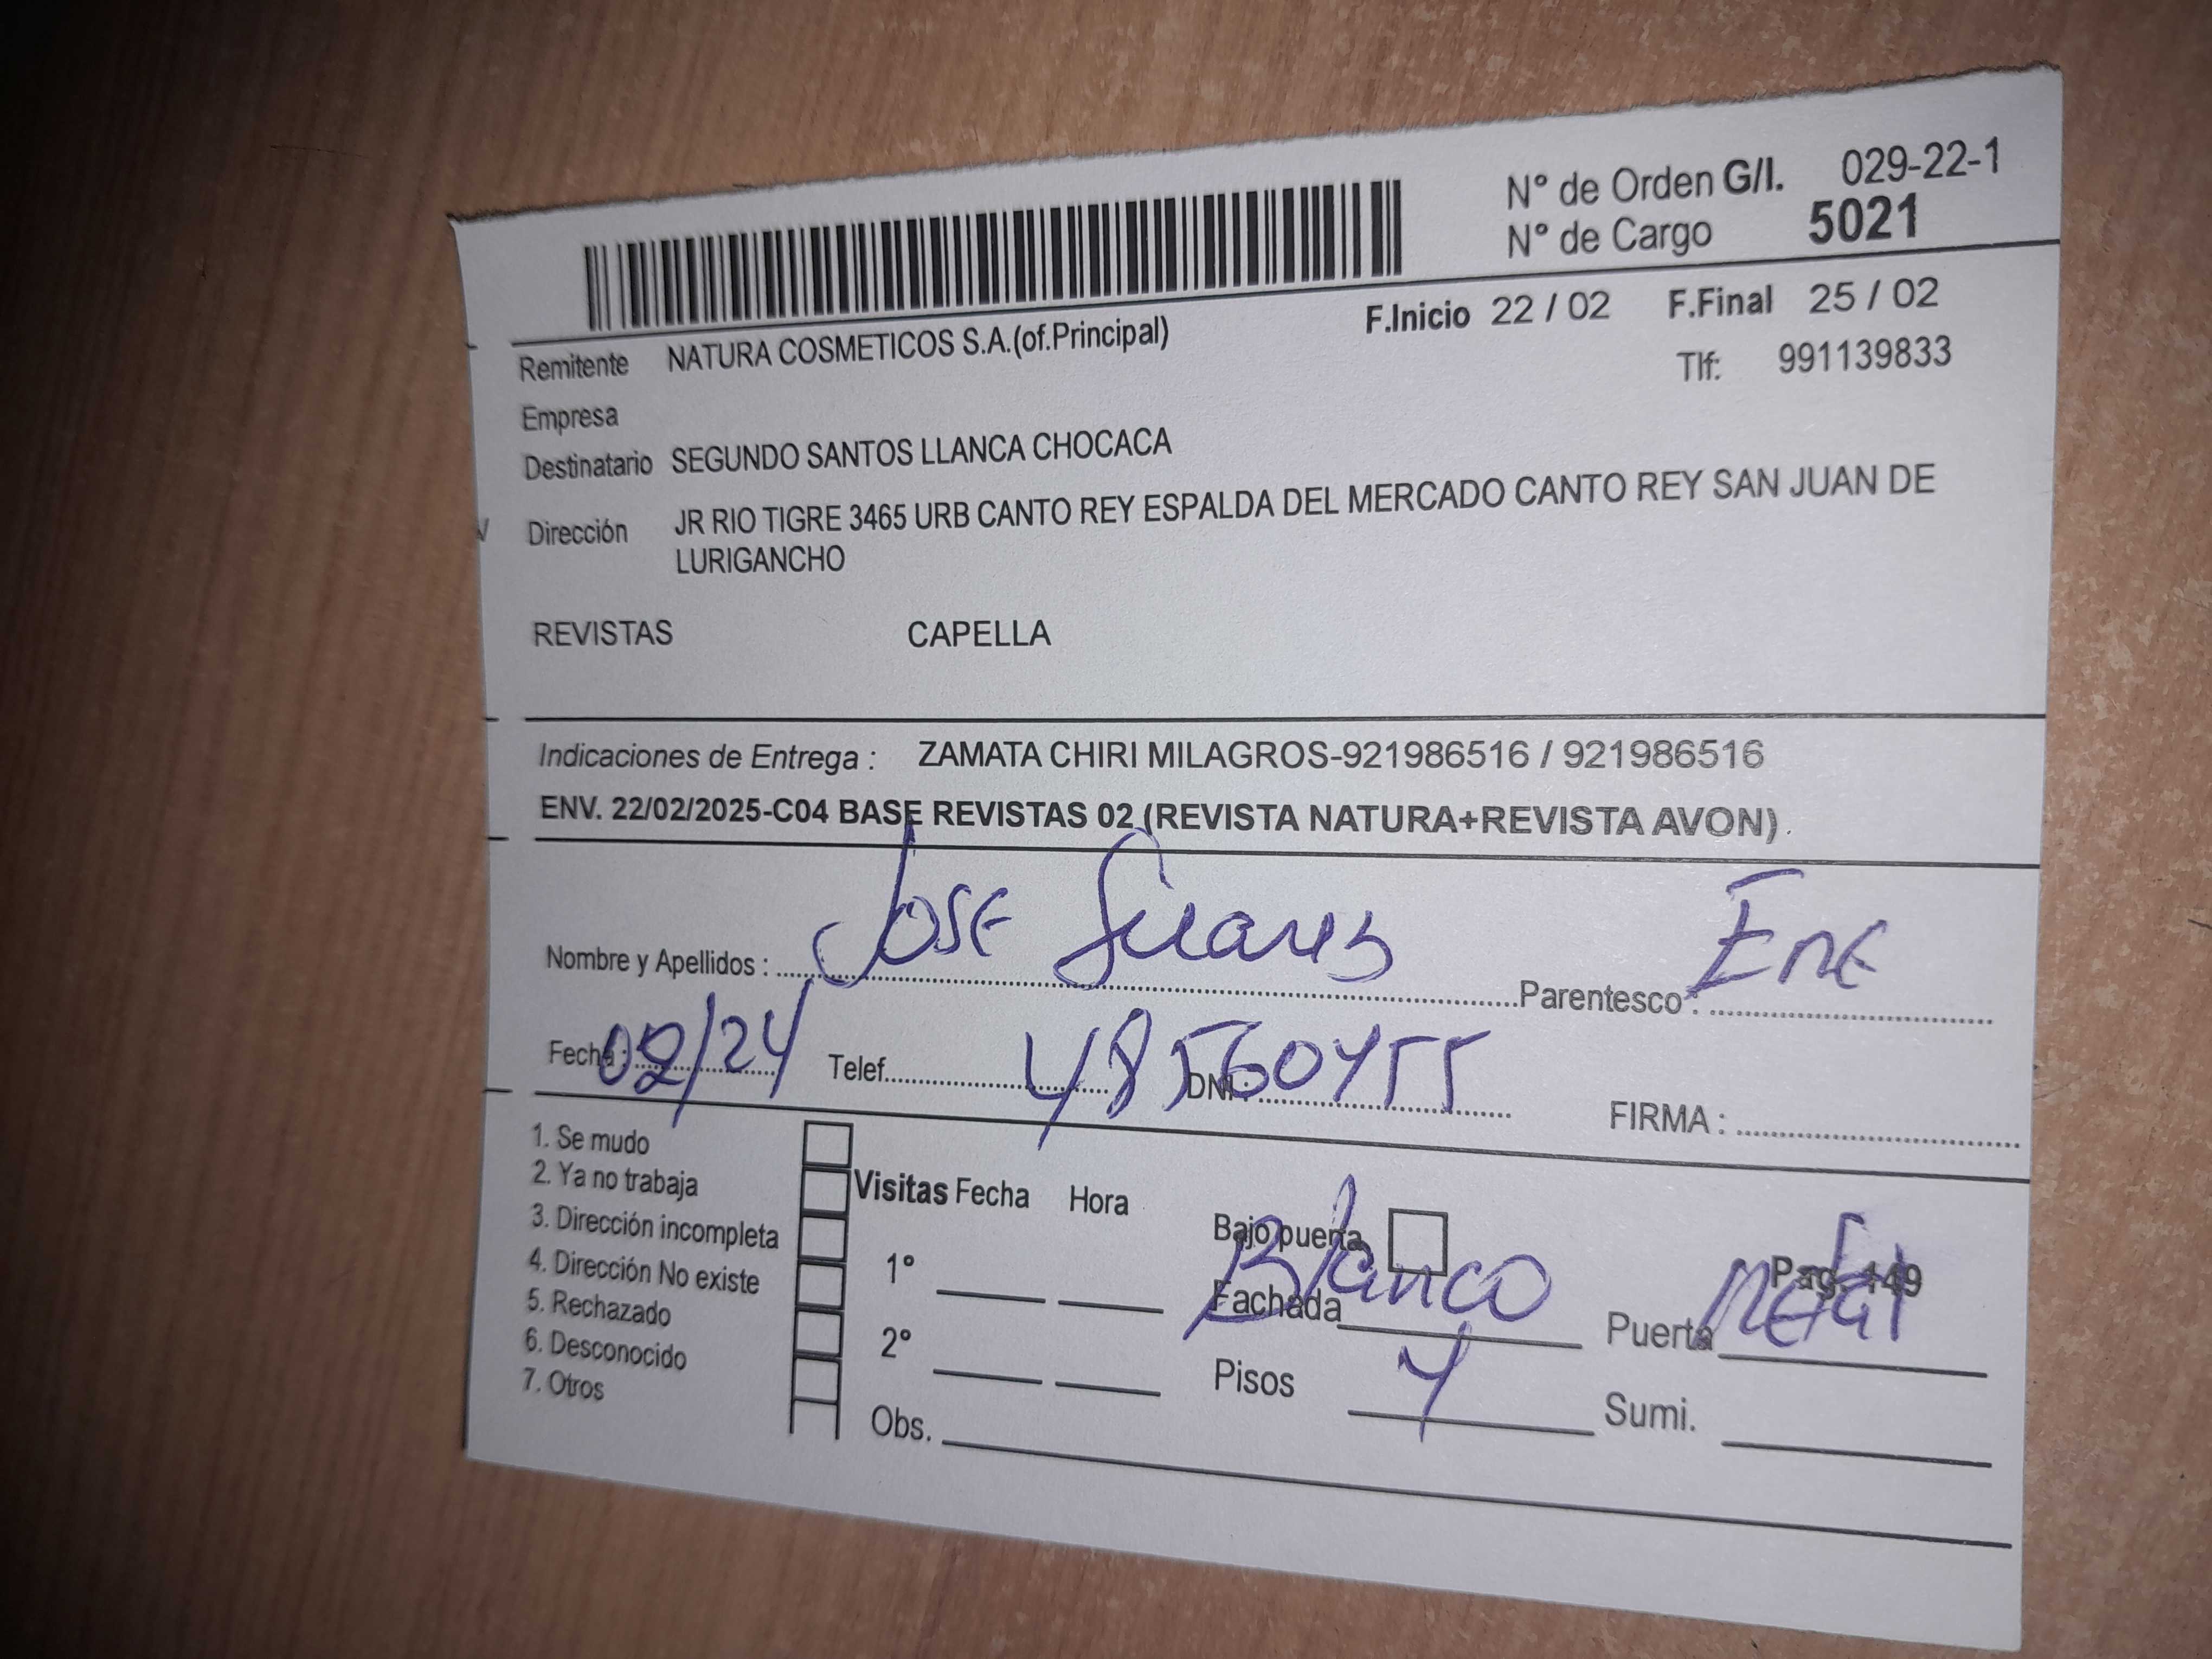 N° de Orden G/I. 029-22-1
N° de Cargo 5021
F.Inicio 22 / 02 F.Final 25 / 02
Remitente NATURA COSMETICOS S.A.(of.Principal)
Tlf: 991139833
Empresa
Destinatario SEGUNDO SANTOS LLANCA CHOCACA
Dirección JR RIO TIGRE 3465 URB CANTO REY ESPALDA DEL MERCADO CANTO REY SAN JUAN DE
LURIGANCHO
REVISTAS CAPELLA
Indicaciones de Entrega : ZAMATA CHIRI MILAGROS-921986516 / 921986516
ENV. 22/02/2025-C04 BASE REVISTAS 02 (REVISTA NATURA+REVISTA AVON) .
Nombre y Apellidos : Jose Suares Parentesco :
Fecha : 02/24 Telef. DNI : 48560455 FIRMA :
1. Se mudo
2. Ya no trabaja
3. Dirección incompleta
4. Dirección No existe
5. Rechazado
6. Desconocido
7. Otros
Visitas Fecha Hora
1°
2°
Obs.
Bajo puerta
Pag. 149
Fachada Blanco Puerta Metal
Pisos 4 Sumi.